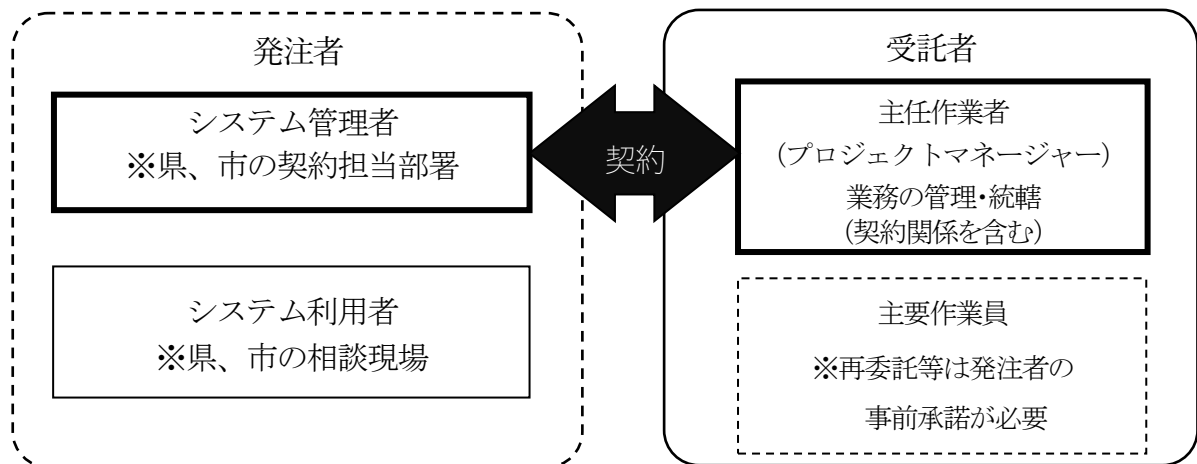 発注者
システム管理者
※県、市の契約担当部署
システム利用者
※県、市の相談現場
契約
受託者
主任作業者
(プロジェクトマネージャー)
業務の管理・統轄
(契約関係を含む)
主要作業員
※再委託等は発注者の
事前承諾が必要